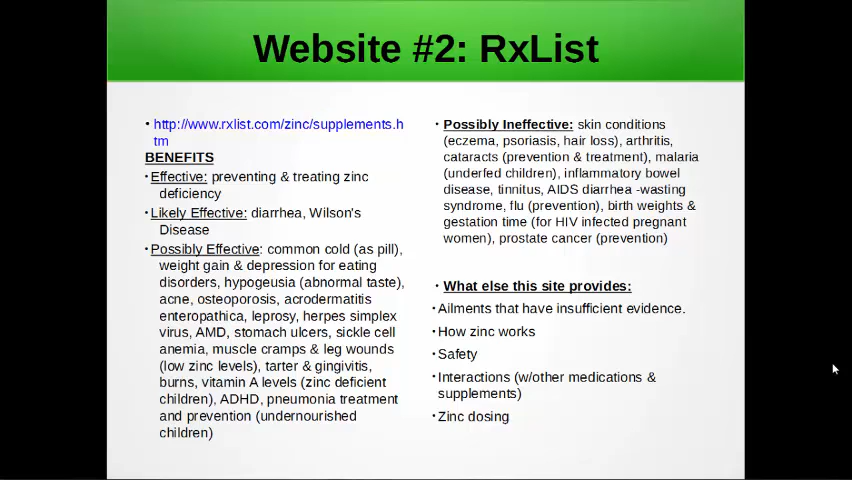 Website #2: RxList
• http://www.rxlist.com/zinc/supplements.h
tm
BENEFITS
• Effective: preventing & treating zinc
deficiency
• Likely Effective: diarrhea, Wilson's
Disease
• Possibly Effective: common cold (as pill),
weight gain & depression for eating
disorders, hypogeusia (abnormal taste),
acne, osteoporosis, acrodermatitis
enteropathica, leprosy, herpes simplex
virus, AMD, stomach ulcers, sickle cell
anemia, muscle cramps & leg wounds
(low zinc levels), tarter & gingivitis,
burns, vitamin A levels (zinc deficient
children), ADHD, pneumonia treatment
and prevention (undernourished
children)
• Possibly Ineffective: skin conditions
(eczema, psoriasis, hair loss), arthritis,
cataracts (prevention & treatment), malaria
(underfed children), inflammatory bowel
disease, tinnitus, AIDS diarrhea -wasting
syndrome, flu (prevention), birth weights &
gestation time (for HIV infected pregnant
women), prostate cancer (prevention)
• What else this site provides:
• Ailments that have insufficient evidence.
• How zinc works
• Safety
• Interactions (w/other medications &
supplements)
• Zinc dosing